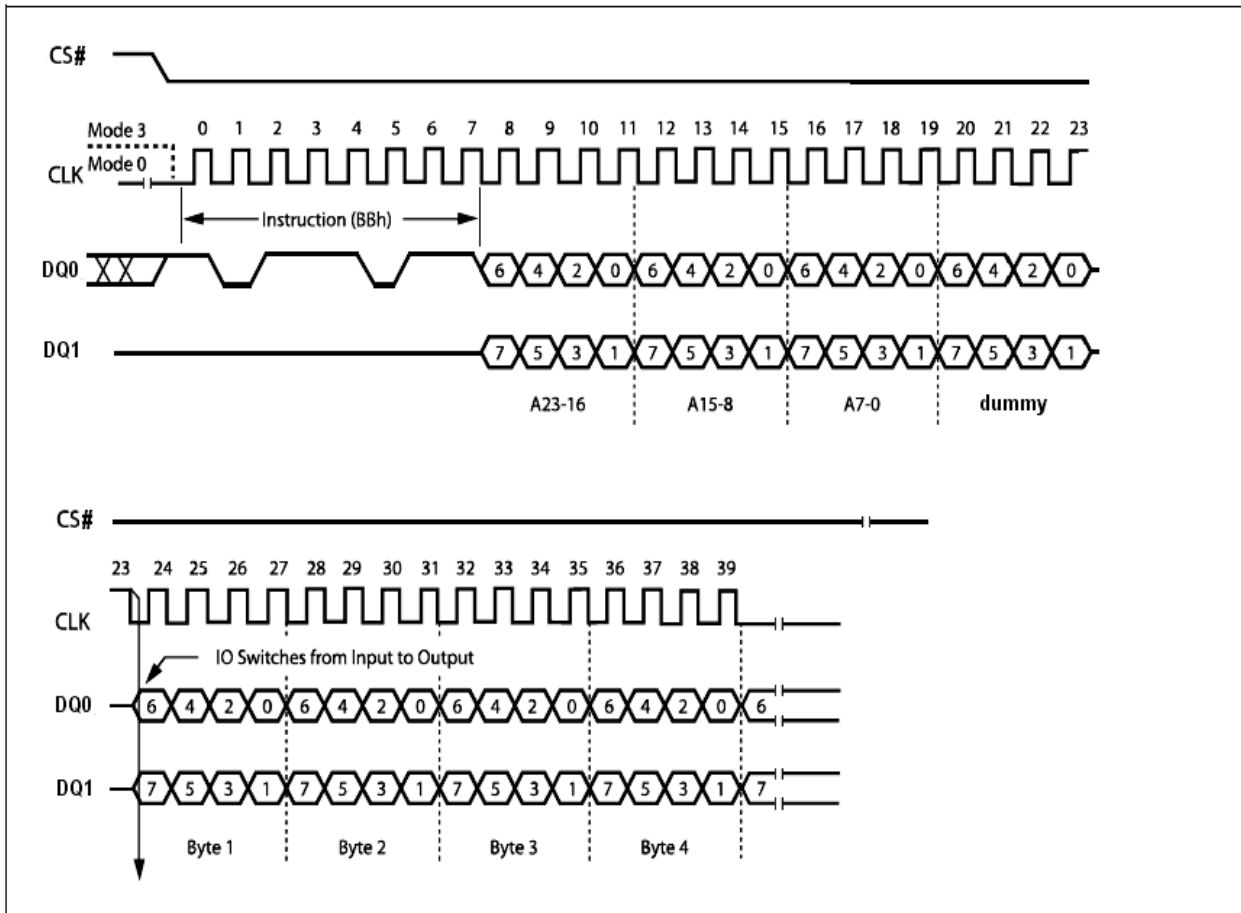 CS#
Mode 3
0 1 2 3 4 5 6 7 8 9 10 11 12 13 14 15 16 17 18 19 20 21 22 23
Mode 0
CLK
Instruction (BBh)
DQ0 6 4 2 0 6 4 2 0 6 4 2 0 6 4 2 0
DQ1 7 5 3 1 7 5 3 1 7 5 3 1 7 5 3 1
A23-16 A15-8 A7-0 dummy
CS#
23 24 25 26 27 28 29 30 31 32 33 34 35 36 37 38 39
CLK
IO Switches from Input to Output
DQ0 6 4 2 0 6 4 2 0 6 4 2 0 6 4 2 0 6
DQ1 7 5 3 1 7 5 3 1 7 5 3 1 7 5 3 1 7
Byte 1 Byte 2 Byte 3 Byte 4